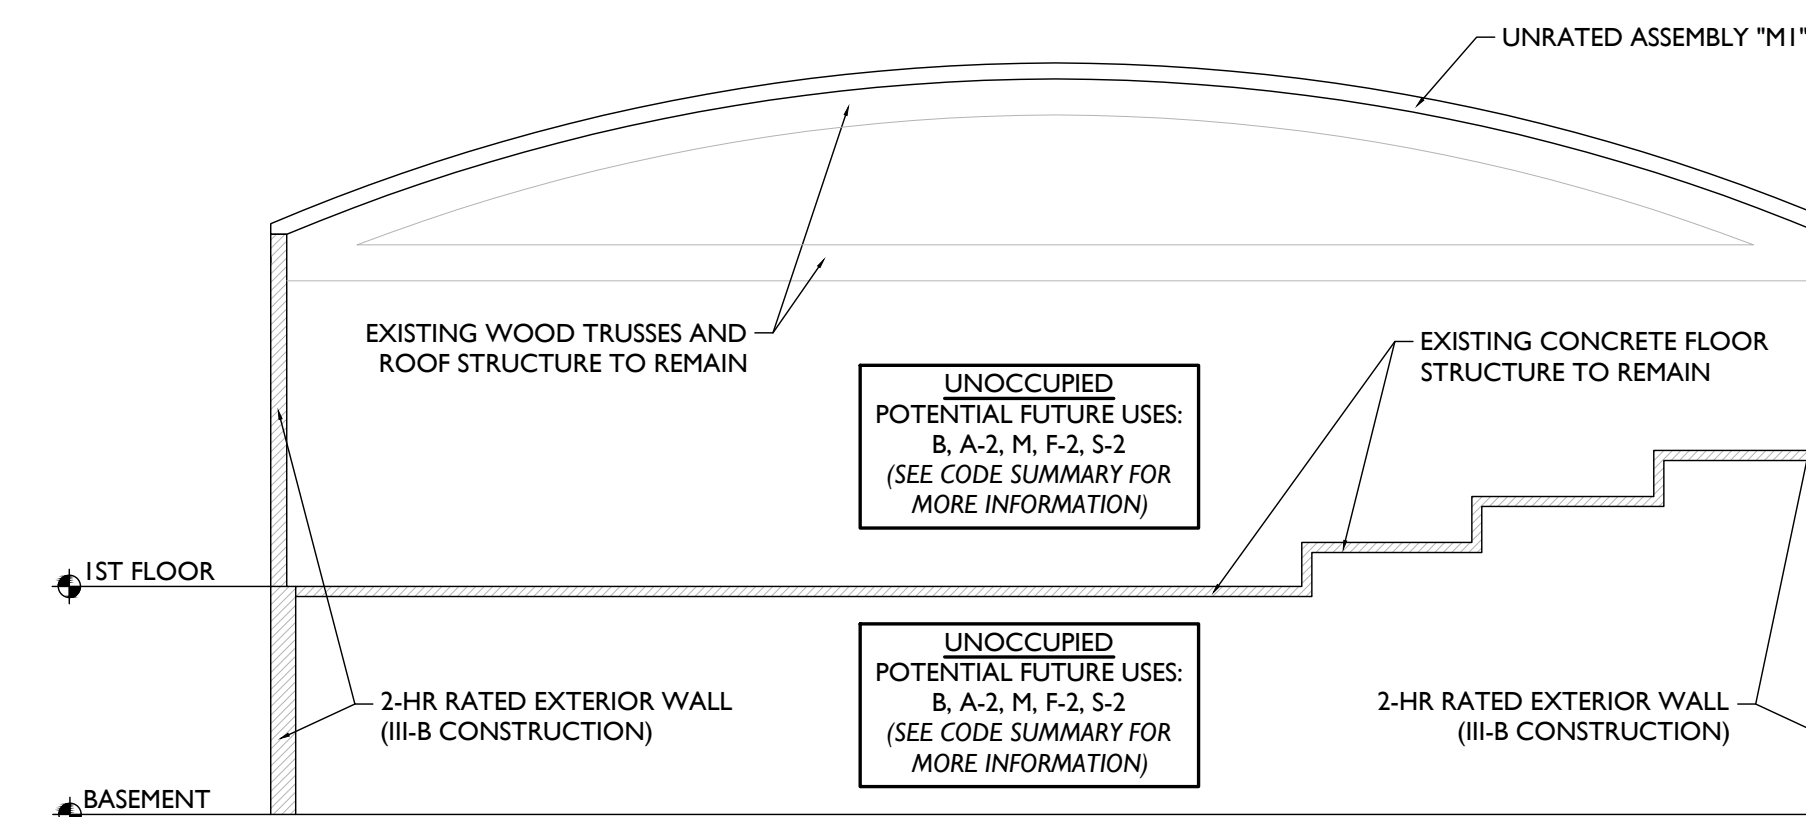 UNRATED ASSEMBLY "M1"
EXISTING WOOD TRUSSES AND
ROOF STRUCTURE TO REMAIN
EXISTING CONCRETE FLOOR
STRUCTURE TO REMAIN
UNOCCUPIED
POTENTIAL FUTURE USES:
B, A-2, M, F-2, S-2
(SEE CODE SUMMARY FOR
MORE INFORMATION)
1ST FLOOR
UNOCCUPIED
POTENTIAL FUTURE USES:
B, A-2, M, F-2, S-2
(SEE CODE SUMMARY FOR
MORE INFORMATION)
2-HR RATED EXTERIOR WALL
(III-B CONSTRUCTION)
2-HR RATED EXTERIOR WALL
(III-B CONSTRUCTION)
BASEMENT